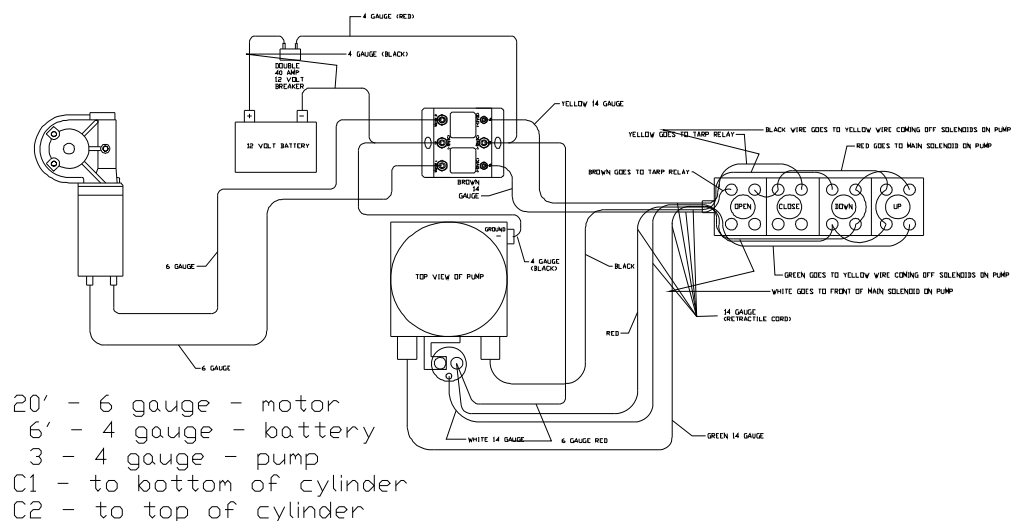 4 GAUGE (RED)
4 GAUGE (BLACK)
DOUBLE
40 AMP
12 VOLT
BREAKER
+
-
12 VOLT BATTERY
YELLOW 14 GAUGE
BROWN
14
GAUGE
BLACK WIRE GOES TO YELLOW WIRE COMING OFF SOLENOIDS ON PUMP
YELLOW GOES TO TARP RELAY
RED GOES TO MAIN SOLENOID ON PUMP
BROWN GOES TO TARP RELAY
OPEN
CLOSE
DOWN
UP
GROUND
-
TOP VIEW OF PUMP
4 GAUGE
(BLACK)
6 GAUGE
BLACK
GREEN GOES TO YELLOW WIRE COMING OFF SOLENOIDS ON PUMP
WHITE GOES TO FRONT OF MAIN SOLENOID ON PUMP
14 GAUGE
(RETRACTILE CORD)
RED
6 GAUGE
WHITE 14 GAUGE
6 GAUGE RED
GREEN 14 GAUGE
20' - 6 gauge - motor
6' - 4 gauge - battery
3 - 4 gauge - pump
C1 - to bottom of cylinder
C2 - to top of cylinder